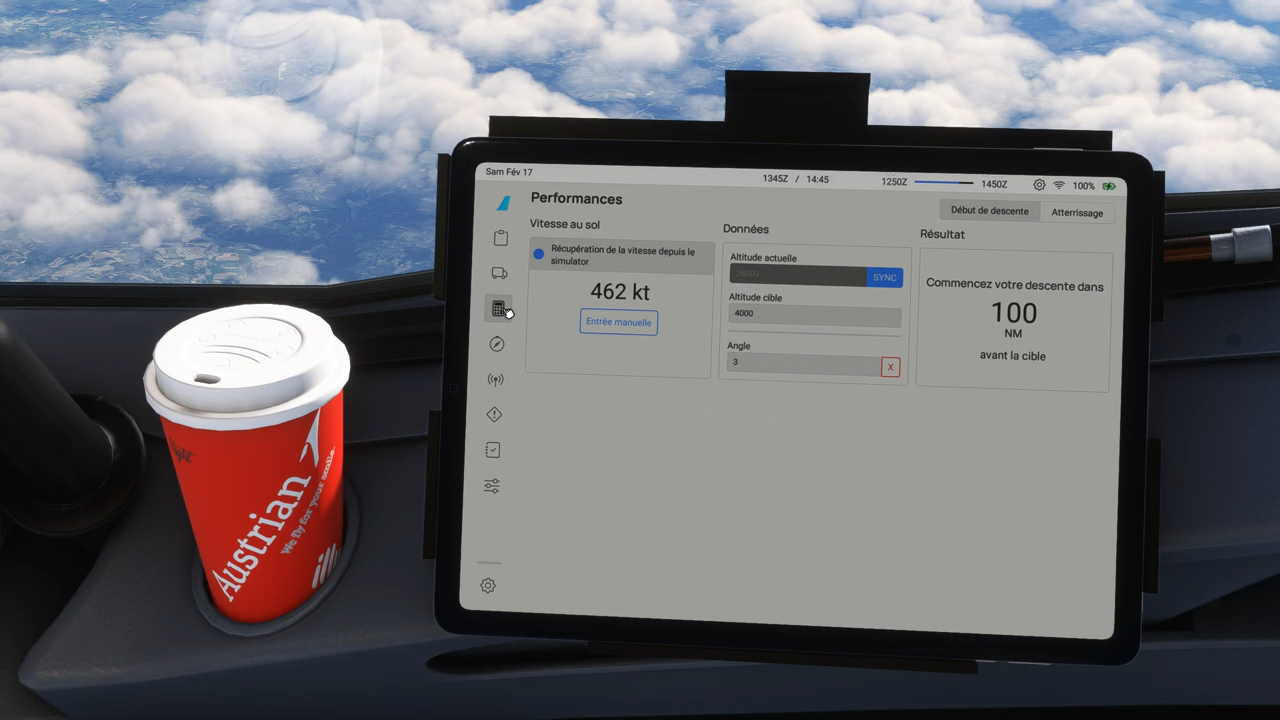 Sam Fév 17
1345Z / 14:45
1250Z
1450Z
100%
Performances
Début de descente
Atterrissage
Vitesse au sol
Récupération de la vitesse depuis le
simulator
462 kt
Entrée manuelle
Données
Altitude actuelle
26000
SYNC
Altitude cible
4000
Angle
3
X
Résultat
Commencez votre descente dans
100
NM
avant la cible
Austrian
We fly for your smile.